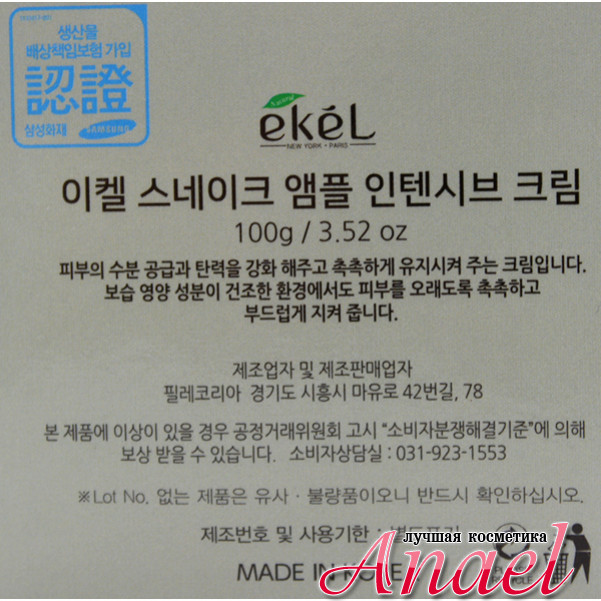 생산물
배상책임보험 가입
認證
삼성화재 SAMSUNG
ekéL
NEW YORK · PARIS
이켈 스네이크 앰플 인텐시브 크림
100g / 3.52 oz
피부의 수분 공급과 탄력을 강화 해주고 촉촉하게 유지시켜 주는 크림입니다.
보습 영양 성분이 건조한 환경에서도 피부를 오래도록 촉촉하고
부드럽게 지켜 줍니다.
제조업자 및 제조판매업자
필레코리아 경기도 시흥시 마유로 42번길, 78
본 제품에 이상이 있을 경우 공정거래위원회 고시 “소비자분쟁해결기준”에 의해
보상 받을 수 있습니다. 소비자상담실 : 031-923-1553
※Lot No. 없는 제품은 유사 · 불량품이오니 반드시 확인하십시오.
제조번호 및 사용기한 :
лучшая косметика
Anael
MADE IN